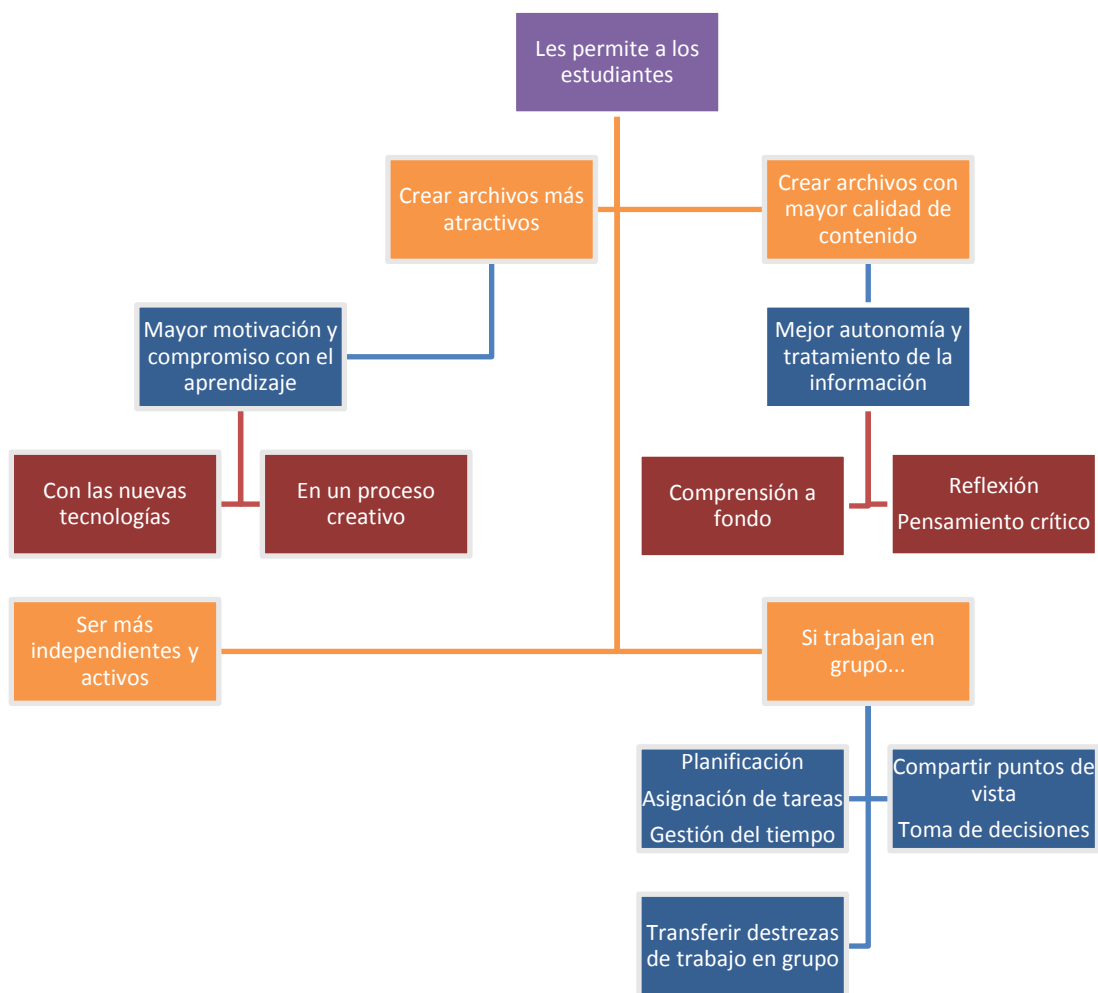 Les permite a los
estudiantes
Crear archivos más
atractivos
Crear archivos con
mayor calidad de
contenido
Mayor motivación y
compromiso con el
aprendizaje
Mejor autonomía y
tratamiento de la
información
Con las nuevas
tecnologías
En un proceso
creativo
Comprensión a
fondo
Reflexión
Pensamiento crítico
Ser más
independientes y
activos
Si trabajan en
grupo...
Planificación
Asignación de tareas
Gestión del tiempo
Compartir puntos de
vista
Toma de decisiones
Transferir destrezas
de trabajo en grupo